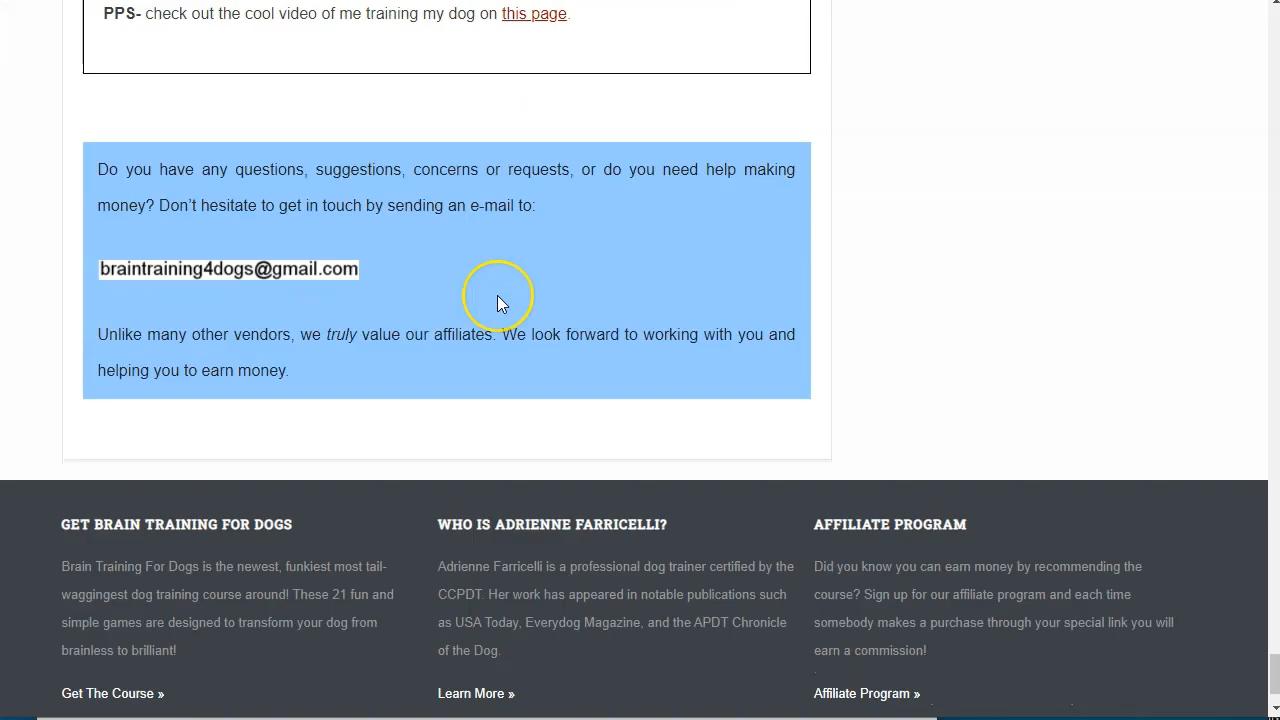 PPS- check out the cool video of me training my dog on this page.
Do you have any questions, suggestions, concerns or requests, or do you need help making
money? Don’t hesitate to get in touch by sending an e-mail to:
braintraining4dogs@gmail.com
Unlike many other vendors, we truly value our affiliates. We look forward to working with you and
helping you to earn money.
GET BRAIN TRAINING FOR DOGS
Brain Training For Dogs is the newest, funkiest most tail-
waggingest dog training course around! These 21 fun and
simple games are designed to transform your dog from
brainless to brilliant!
Get The Course »
WHO IS ADRIENNE FARRICELLI?
Adrienne Farricelli is a professional dog trainer certified by the
CCPDT. Her work has appeared in notable publications such
as USA Today, Everydog Magazine, and the APDT Chronicle
of the Dog.
Learn More »
AFFILIATE PROGRAM
Did you know you can earn money by recommending the
course? Sign up for our affiliate program and each time
somebody makes a purchase through your special link you will
earn a commission!
Affiliate Program »